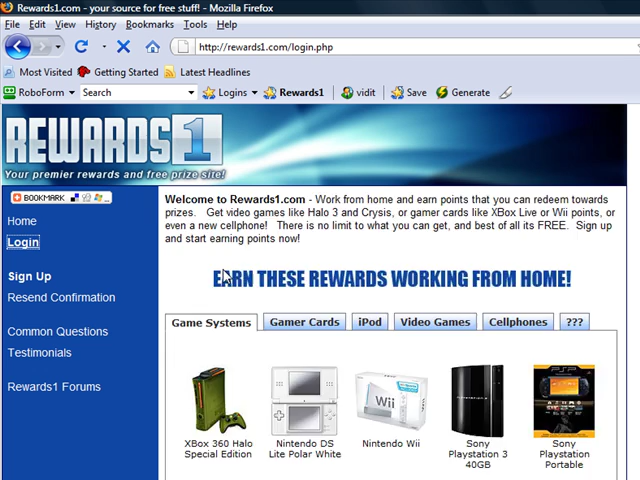 Rewards1.com - your source for free stuff! - Mozilla Firefox
File Edit View History Bookmarks Tools Help
http://rewards1.com/login.php
Most Visited Getting Started Latest Headlines
RoboForm Search Logins Rewards1 vidit Save Generate
REWARDS 1
Your premier rewards and free prize site!
BOOKMARK
Home
Login
Sign Up
Resend Confirmation
Common Questions
Testimonials
Rewards1 Forums
Welcome to Rewards1.com - Work from home and earn points that you can redeem towards
prizes. Get video games like Halo 3 and Crysis, or gamer cards like XBox Live or Wii points, or
even a new cellphone! There is no limit to what you can get, and best of all its FREE. Sign up
and start earning points now!
EARN THESE REWARDS WORKING FROM HOME!
Game Systems Gamer Cards iPod Video Games Cellphones ???
Wii
XBox 360 Halo
Special Edition
Nintendo DS
Lite Polar White
Nintendo Wii
Sony
Playstation 3
40GB
Sony
Playstation
Portable